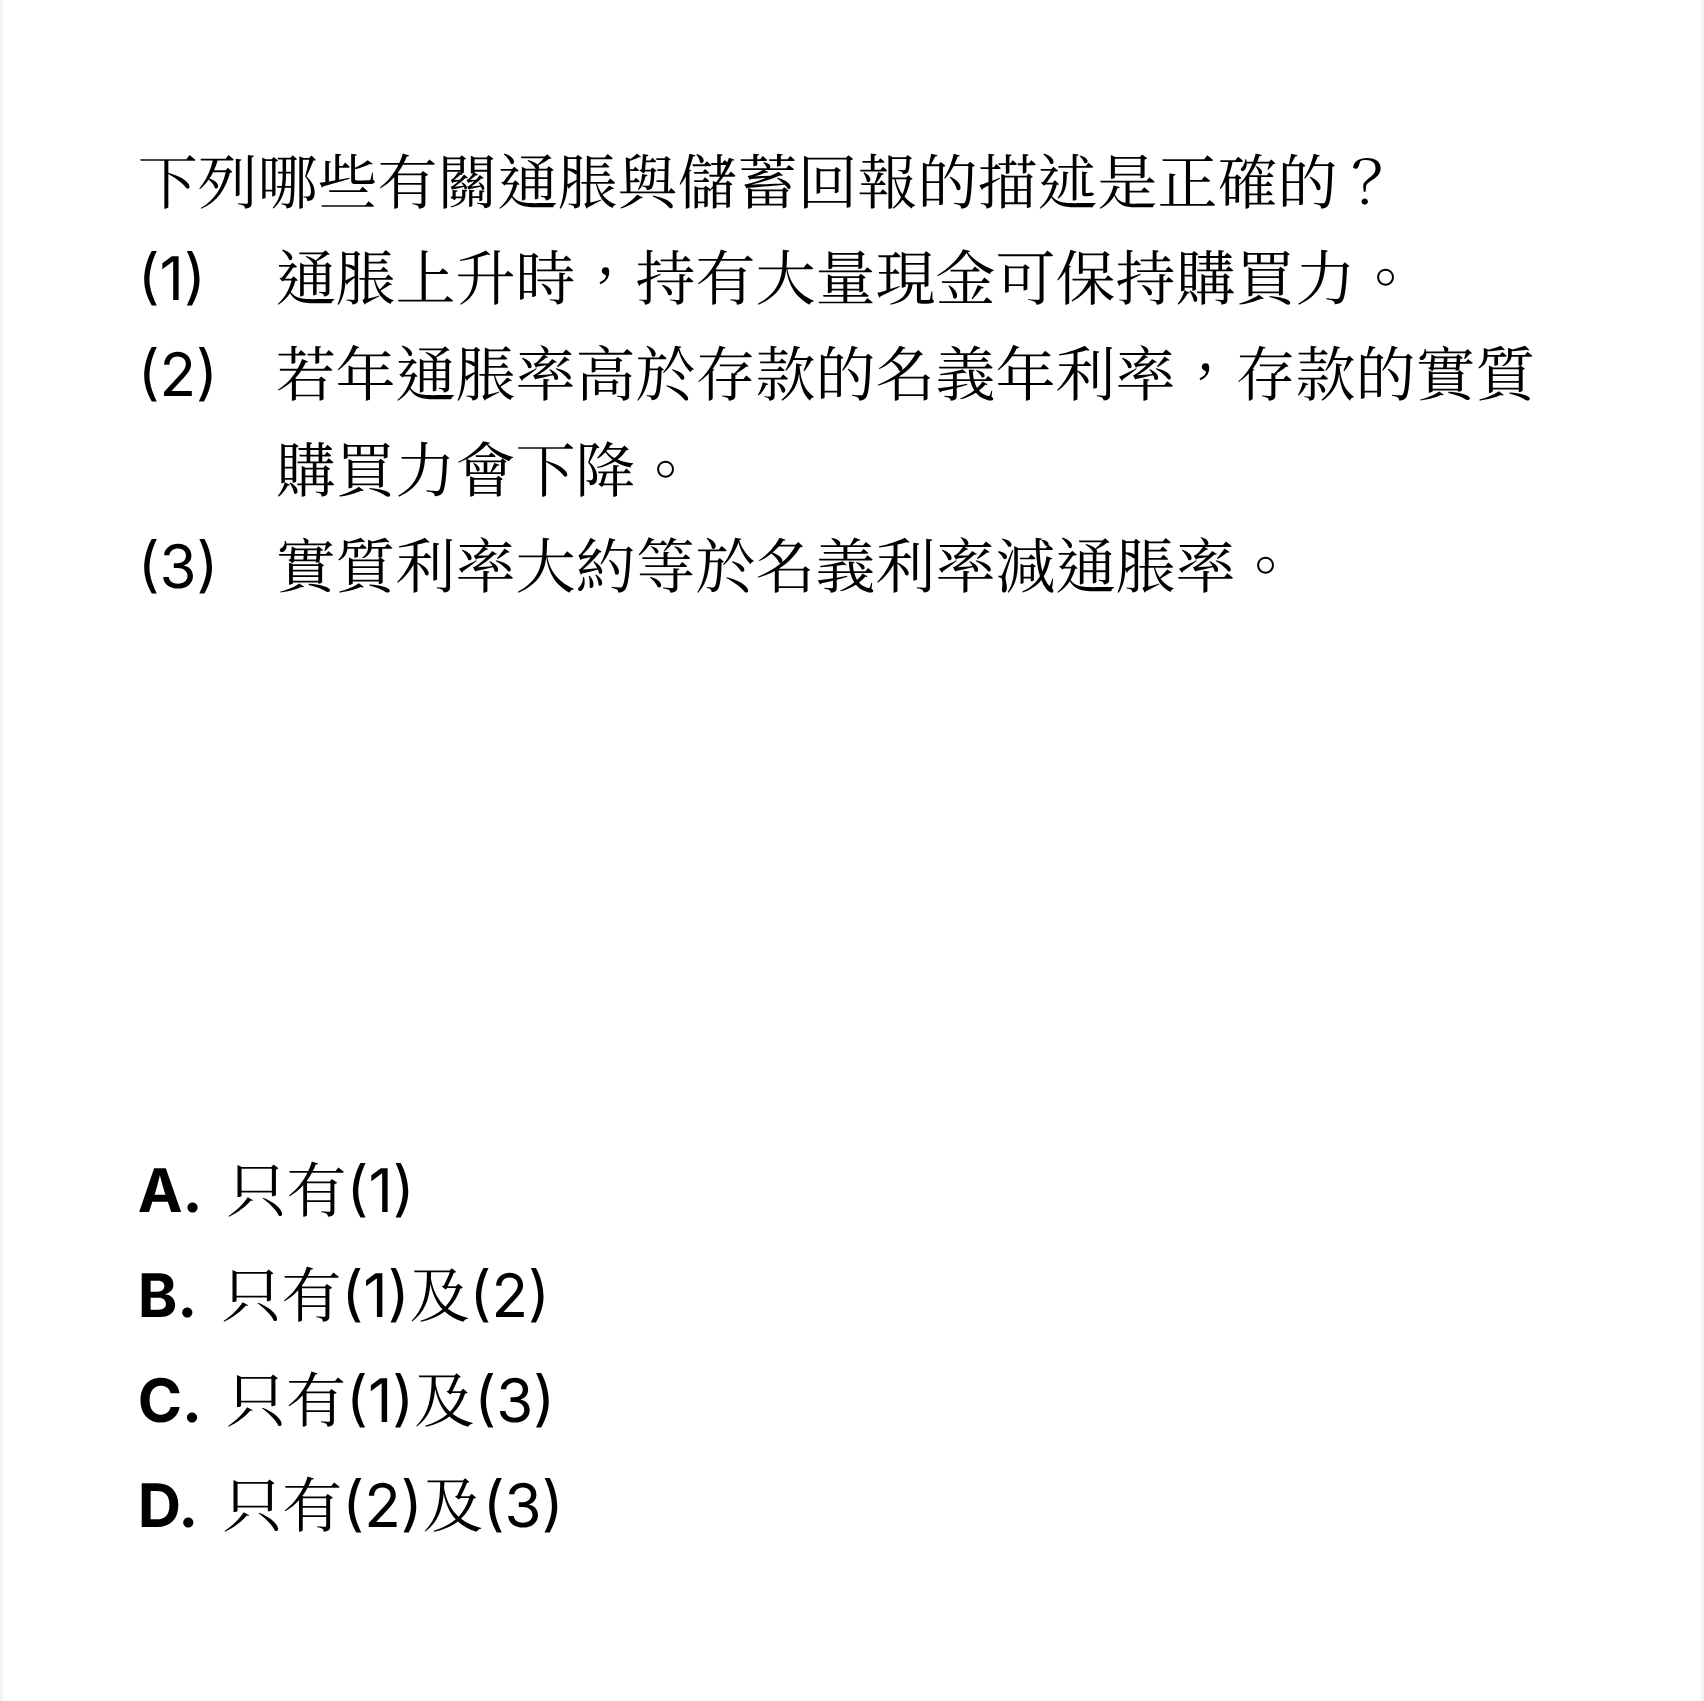 下列哪些有關通脹與儲蓄回報的描述是正確的？
(1) 通脹上升時，持有大量現金可保持購買力。
(2) 若年通脹率高於存款的名義年利率，存款的實質
購買力會下降。
(3) 實質利率大約等於名義利率減通脹率。
A. 只有(1)
B. 只有(1)及(2)
C. 只有(1)及(3)
D. 只有(2)及(3)